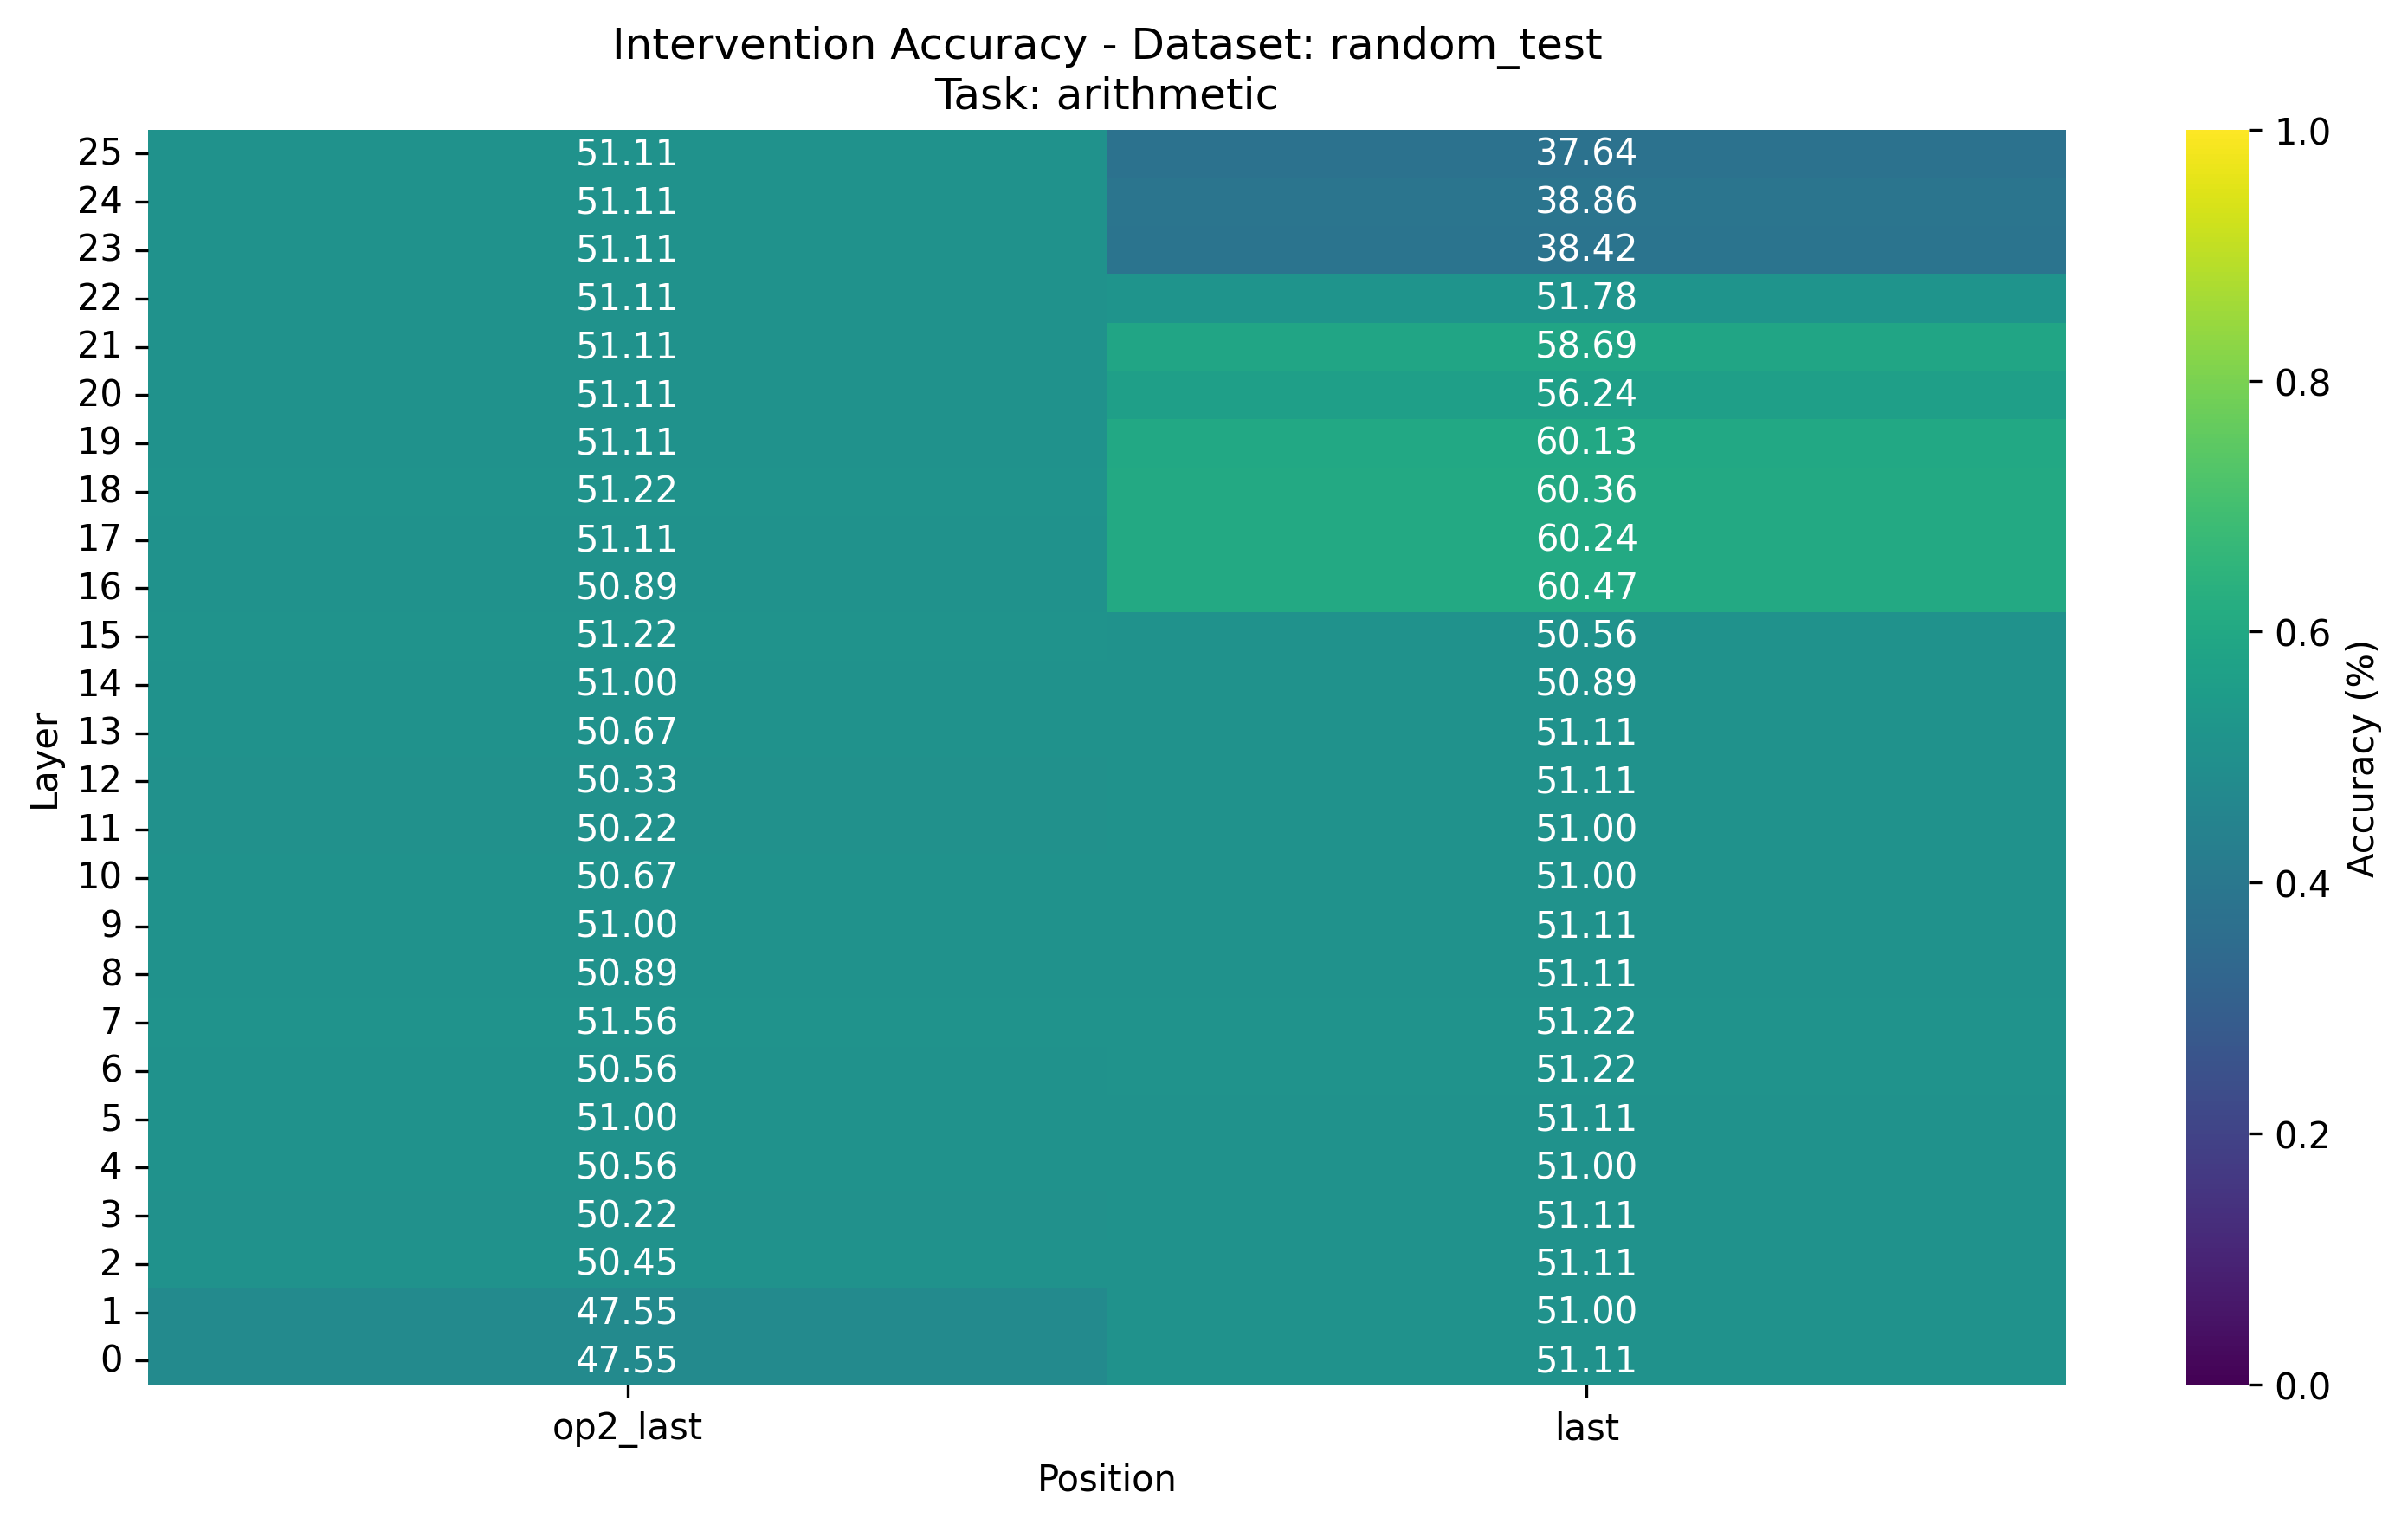 Intervention Accuracy - Dataset: random_test
Task: arithmetic
25 51.11 37.64
24 51.11 38.86
23 51.11 38.42
22 51.11 51.78
21 51.11 58.69
20 51.11 56.24
19 51.11 60.13
18 51.22 60.36
17 51.11 60.24
16 50.89 60.47
15 51.22 50.56
14 51.00 50.89
13 50.67 51.11
12 50.33 51.11
11 50.22 51.00
10 50.67 51.00
9 51.00 51.11
8 50.89 51.11
7 51.56 51.22
6 50.56 51.22
5 51.00 51.11
4 50.56 51.00
3 50.22 51.11
2 50.45 51.11
1 47.55 51.00
0 47.55 51.11
Layer
op2_last last
Position
1.0
0.8
0.6
0.4
0.2
0.0
Accuracy (%)